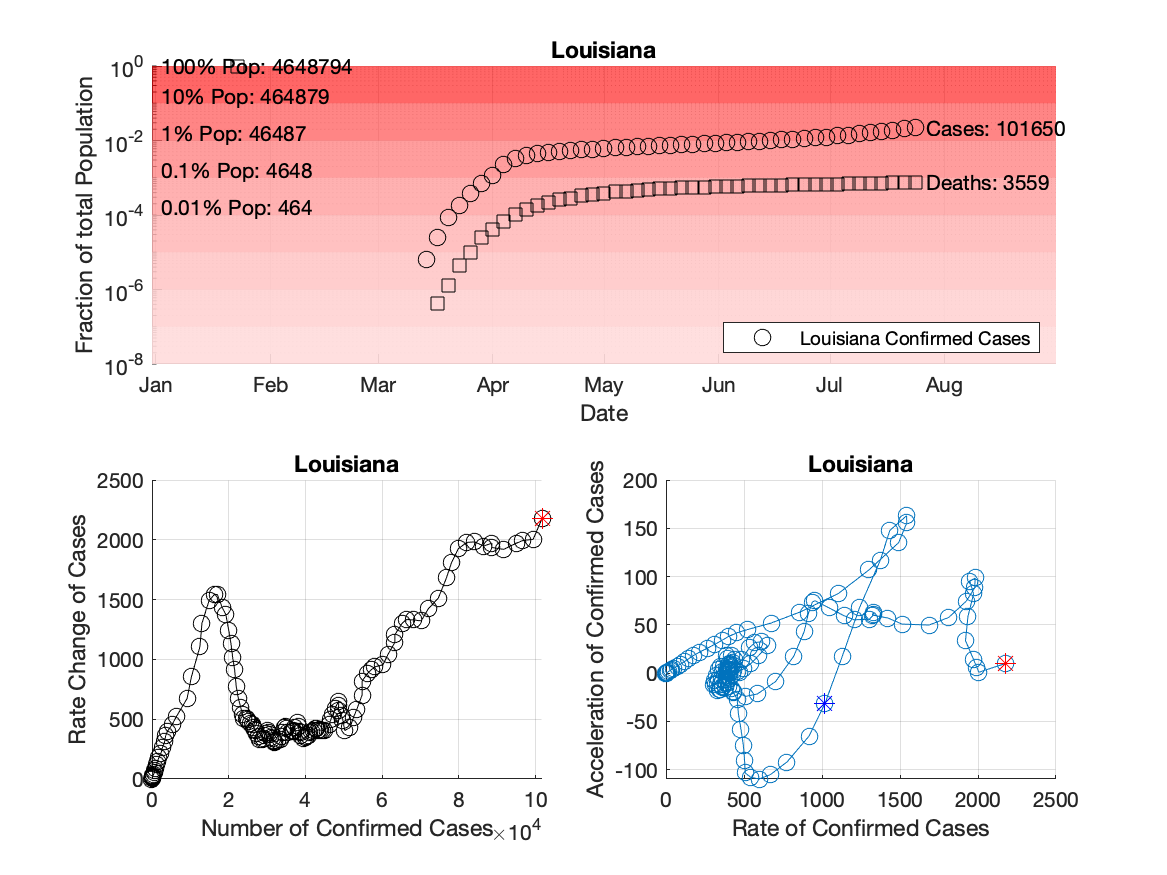 Louisiana
Fraction of total Population
10^0
10^-2
10^-4
10^-6
10^-8
100% Pop: 4648794
10% Pop: 464879
1% Pop: 46487
0.1% Pop: 4648
0.01% Pop: 464
Cases: 101650
Deaths: 3559
Louisiana Confirmed Cases
Jan Feb Mar Apr May Jun Jul Aug
Date
Louisiana
Rate Change of Cases
2500
2000
1500
1000
500
0
0 2 4 6 8 10
Number of Confirmed Cases ×10^4
Louisiana
Acceleration of Confirmed Cases
200
150
100
50
0
-50
-100
0 500 1000 1500 2000 2500
Rate of Confirmed Cases